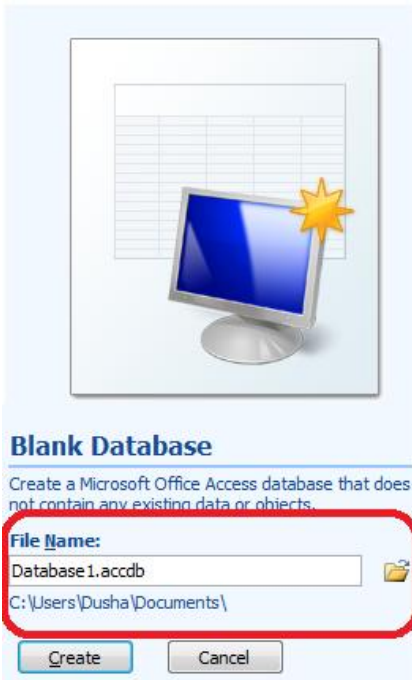 Blank Database
Create a Microsoft Office Access database that does
not contain any existing data or objects.
File Name:
Database1.accdb
C:\Users\Dusha\Documents\
Create
Cancel